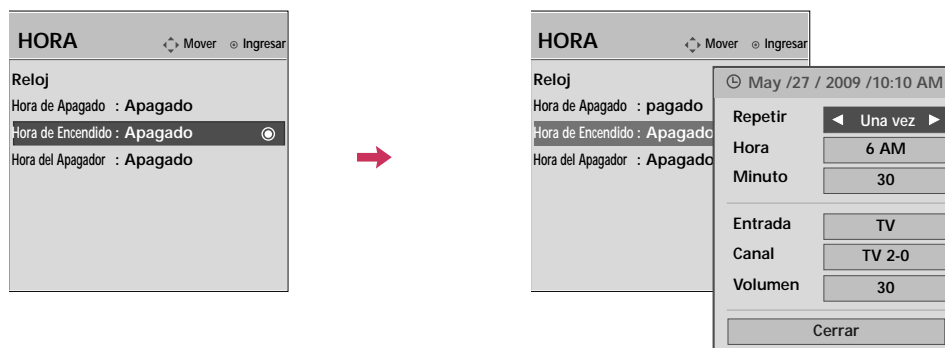 HORA Mover Ingresar
Reloj
Hora de Apagado : Apagado
Hora de Encendido : Apagado
Hora del Apagador : Apagado
HORA Mover Ingresar
Reloj
Hora de Apagado : pagado
Hora de Encendido : Apagado
Hora del Apagador : Apagado
May /27 / 2009 /10:10 AM
Repetir ◀ Una vez ▶
Hora 6 AM
Minuto 30
Entrada TV
Canal TV 2-0
Volumen 30
Cerrar